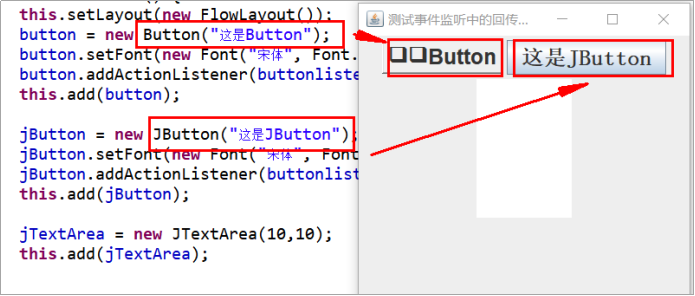 this.setLayout(new FlowLayout());
button = new Button("这是Button");
button.setFont(new Font("宋体", Font.
button.addActionListener(buttonliste
this.add(button);
jButton = new JButton("这是JButton");
jButton.setFont(new Font("宋体", Font
jButton.addActionListener(buttonlist
this.add(jButton);
jTextArea = new JTextArea(10,10);
this.add(jTextArea);
测试事件监听中的回传...
□□Button
这是JButton